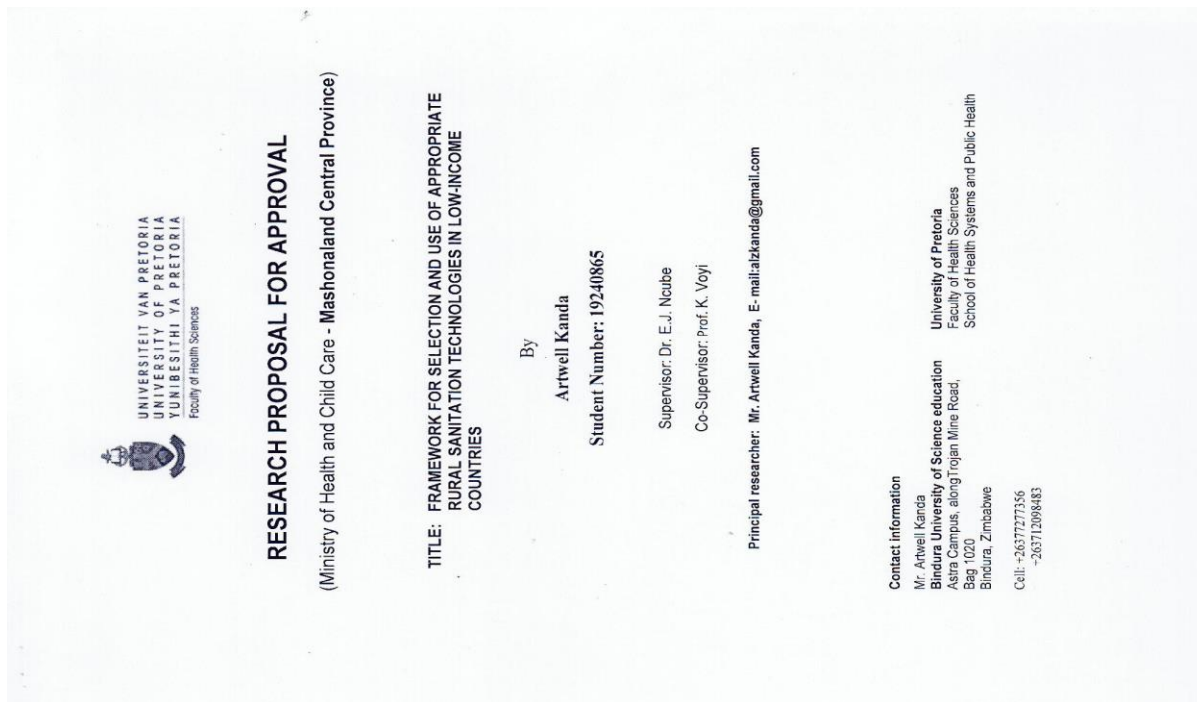 UNIVERSITEIT VAN PRETORIA
UNIVERSITY OF PRETORIA
YUNIBESITHI YA PRETORIA
Faculty of Health Sciences
RESEARCH PROPOSAL FOR APPROVAL
(Ministry of Health and Child Care - Mashonaland Central Province)
TITLE: FRAMEWORK FOR SELECTION AND USE OF APPROPRIATE
RURAL SANITATION TECHNOLOGIES IN LOW-INCOME
COUNTRIES
By
Artwell Kanda
Student Number: 19240865
Supervisor: Dr. E.J. Ncube
Co-Supervisor: Prof. K. Voyi
Principal researcher: Mr. Artwell Kanda, E- mail:alzkanda@gmail.com
Contact information
Mr. Artwell Kanda
Bindura University of Science education
Astra Campus, alongTrojan Mine Road,
Bag 1020
Bindura, Zimbabwe
Cell: +26377277356
+263712098483
University of Pretoria
Faculty of Health Sciences
School of Health Systems and Public Health